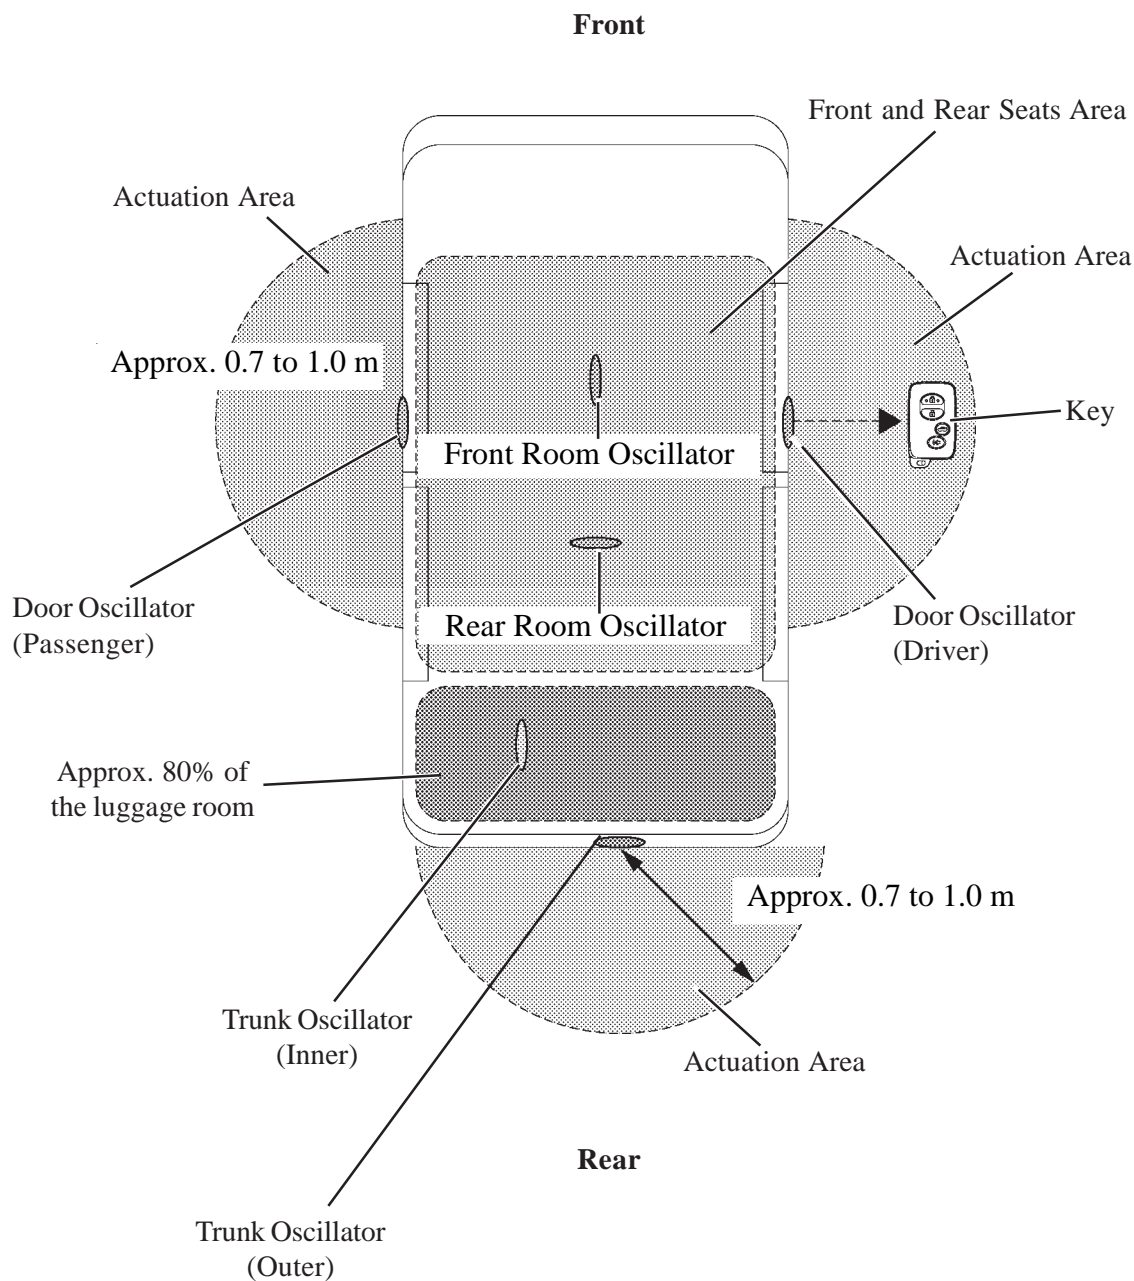 Front
Front and Rear Seats Area
Actuation Area
Actuation Area
Approx. 0.7 to 1.0 m
Key
Front Room Oscillator
Door Oscillator
(Passenger)
Rear Room Oscillator
Door Oscillator
(Driver)
Approx. 80% of
the luggage room
Approx. 0.7 to 1.0 m
Trunk Oscillator
(Inner)
Actuation Area
Rear
Trunk Oscillator
(Outer)